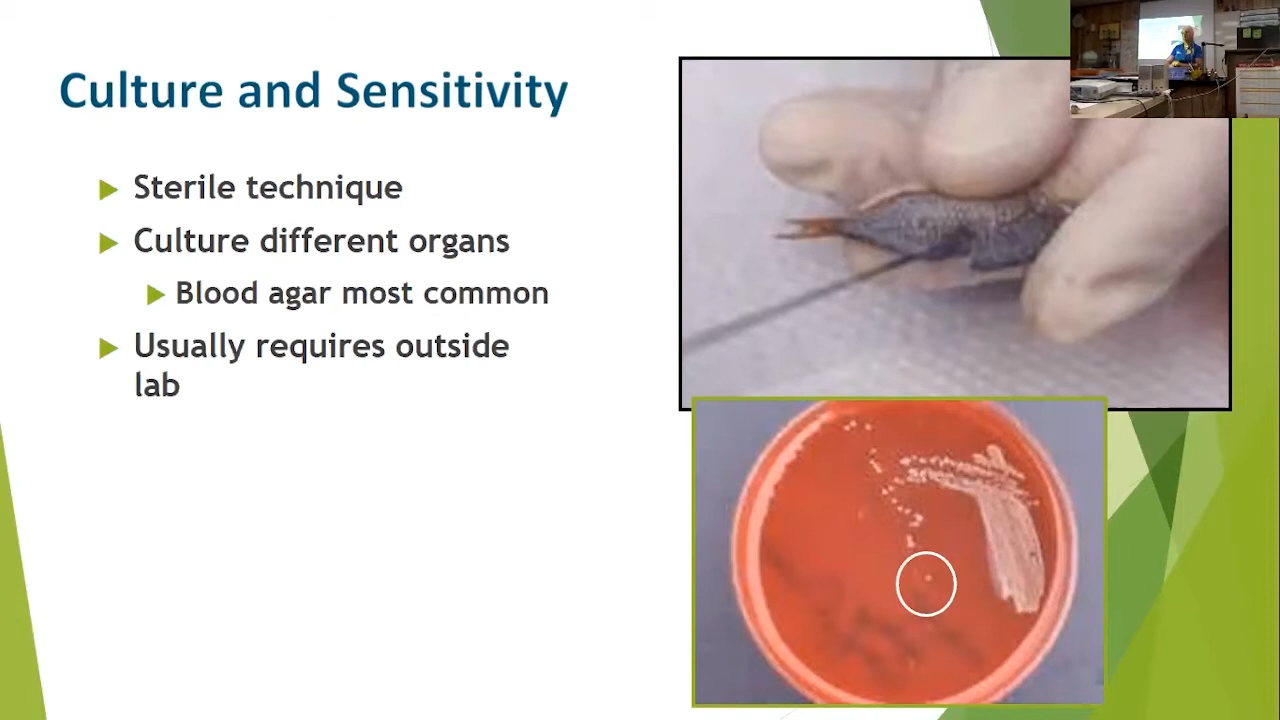 Culture and Sensitivity
Sterile technique
Culture different organs
Blood agar most common
Usually requires outside
lab